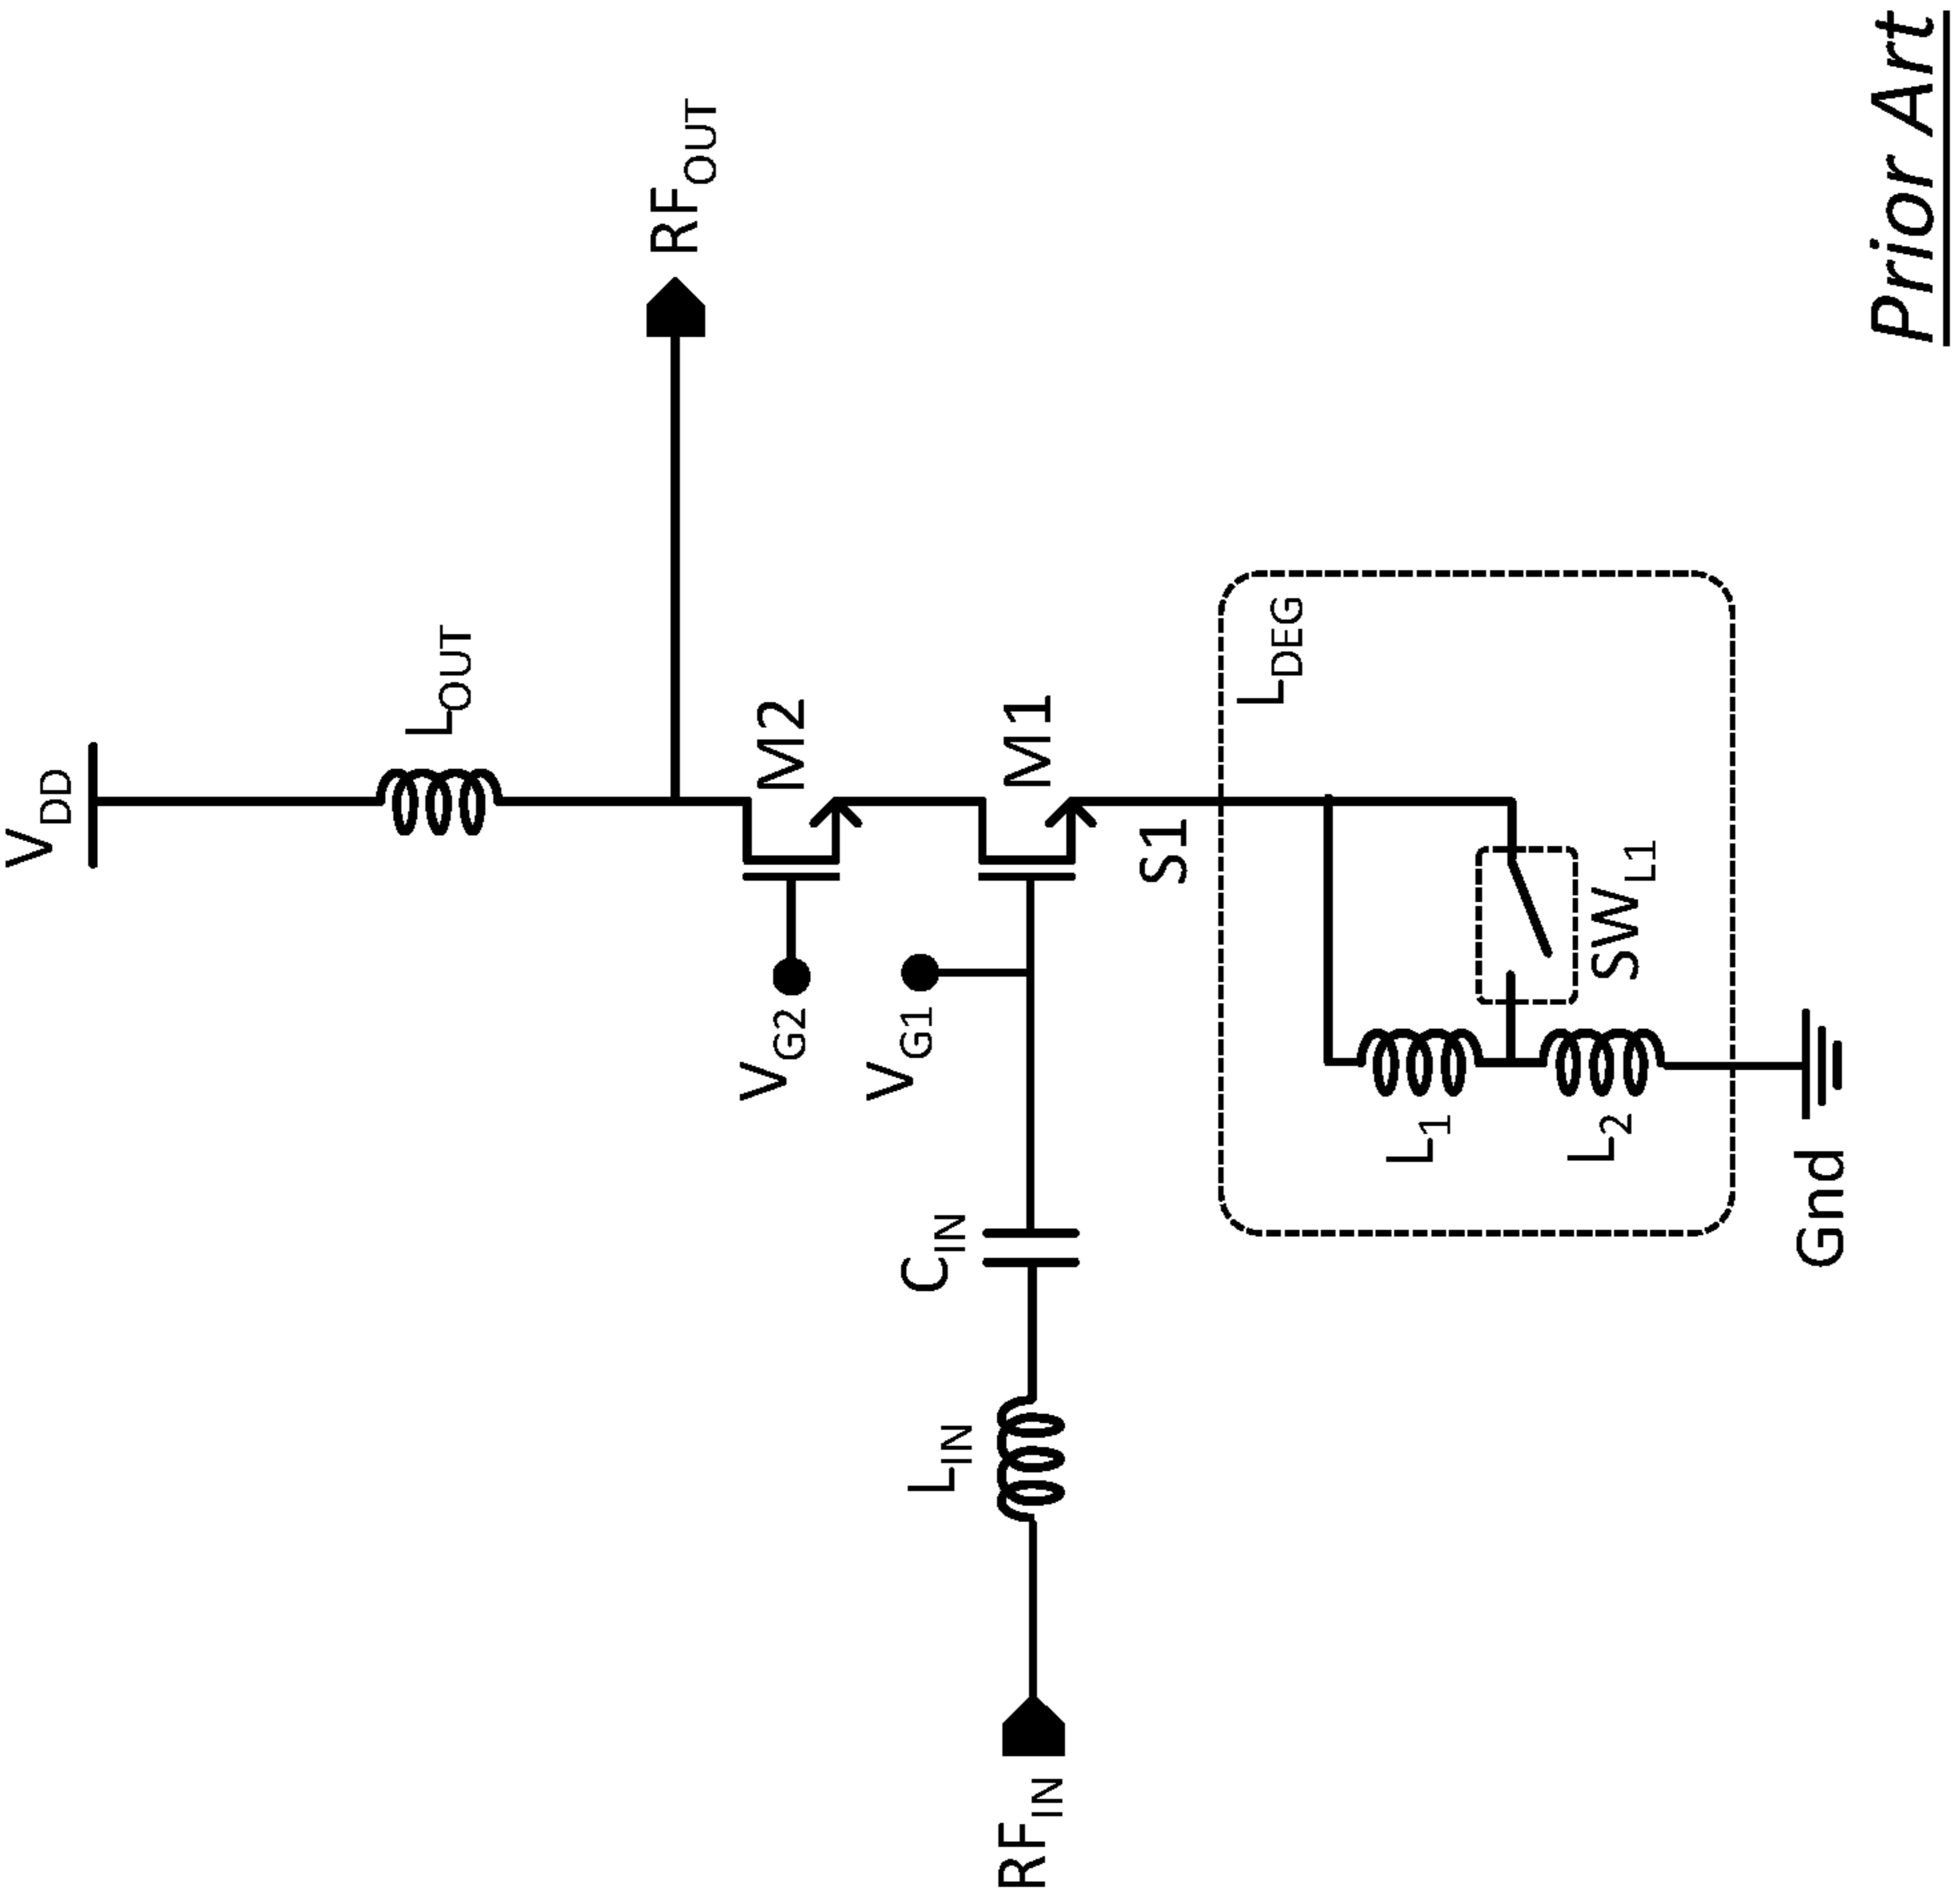 VDD
LOUT
RFOUT
M2
VG2
VG1
M1
CIN
LIN
RFIN
S1
LDEG
L1
L2
SWL1
Gnd
Prior Art